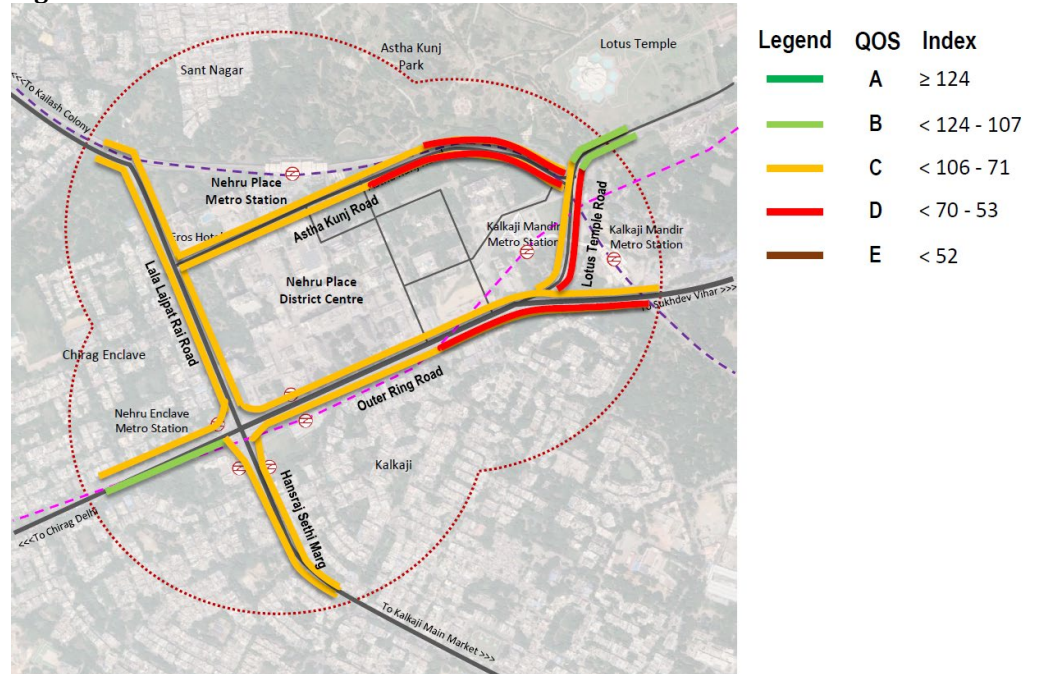 Astha Kunj
Park
Lotus Temple
Sant Nagar
<<<To Kailash Colony
Nehru Place
Metro Station
Astha Kunj Road
Eros Hotel
Kalkaji Mandir
Metro Station
Lotus Temple Road
Kalkaji Mandir
Metro Station
Nehru Place
District Centre
Lala Lajpat Rai Road
To Sukhdev Vihar >>>
Chirag Enclave
Outer Ring Road
Nehru Enclave
Metro Station
Kalkaji
Hansraj Sethi Marg
<<<To Chirag Delhi
To Kalkaji Main Market >>>
Legend QOS Index
A ≥ 124
B < 124 - 107
C < 106 - 71
D < 70 - 53
E < 52